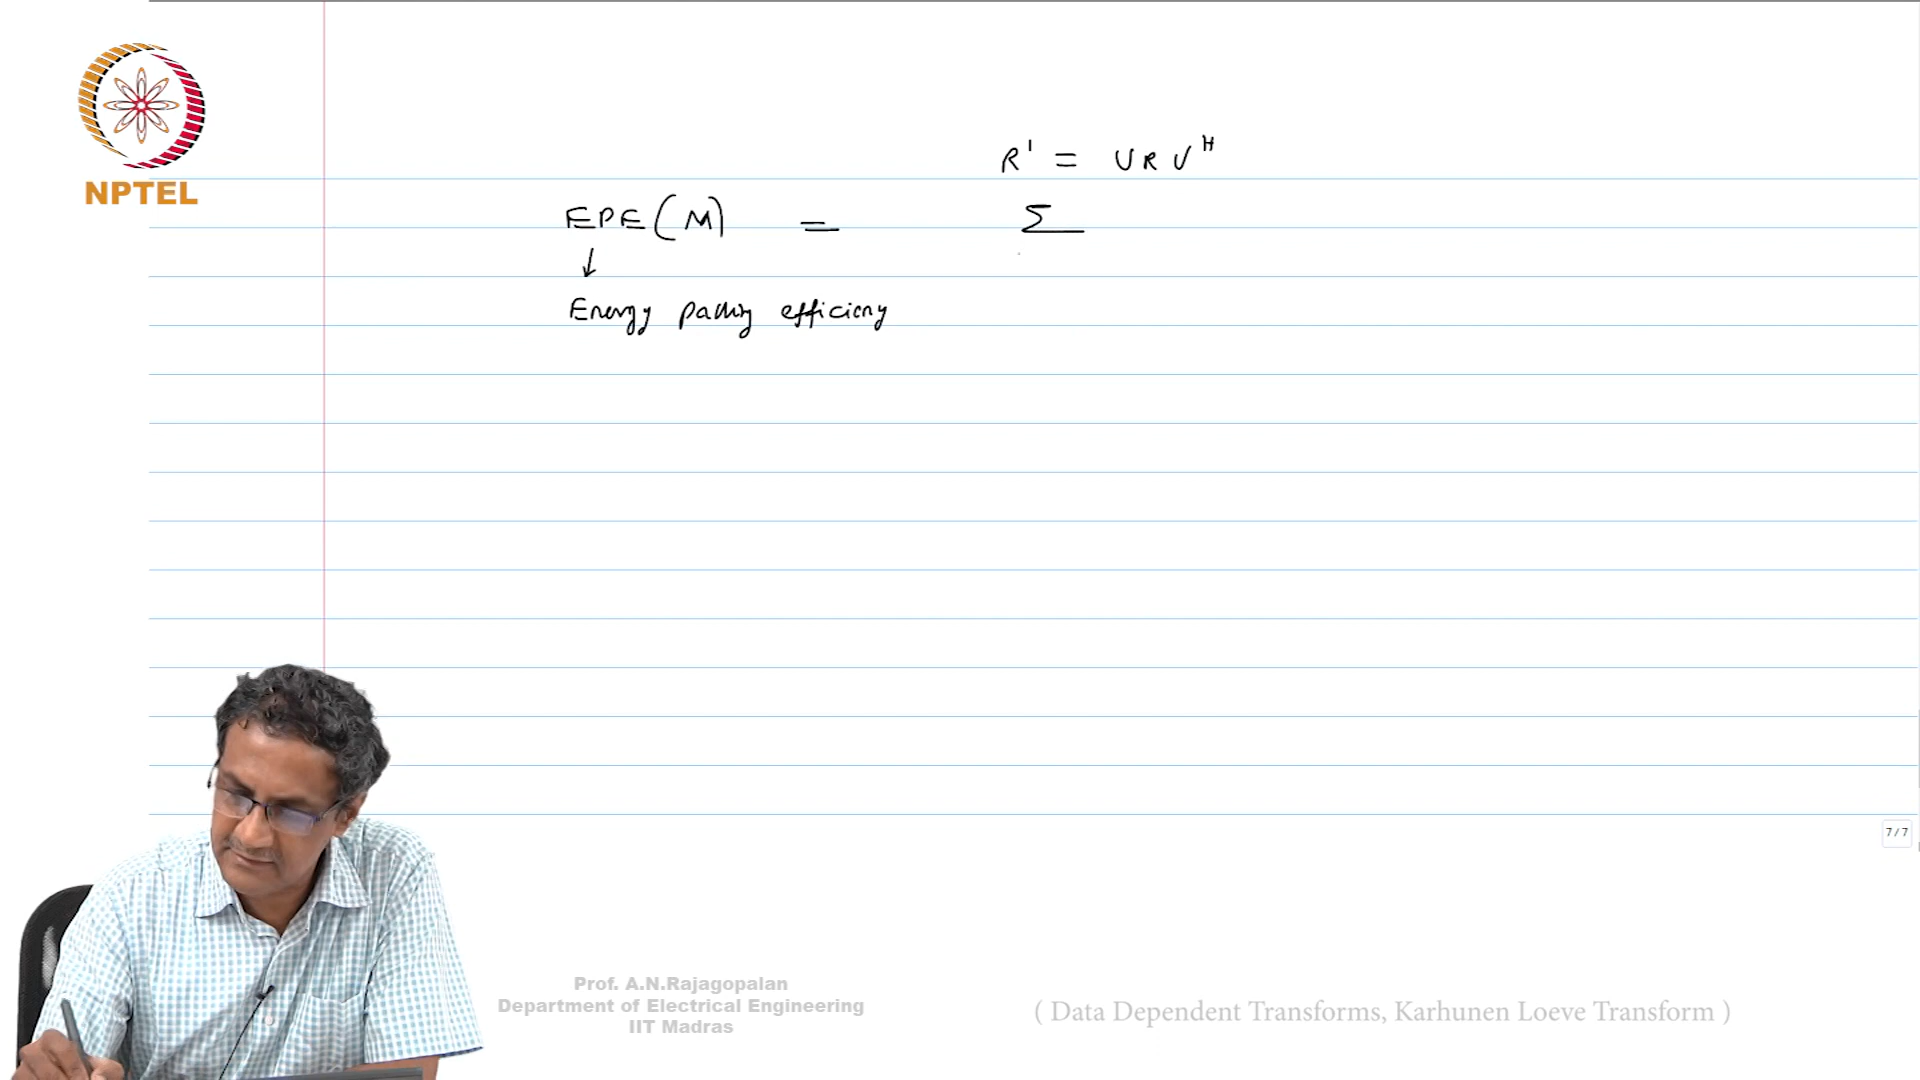 NPTEL
R' = U R U^H
EPE(M) = Σ
↓
Energy packing efficiency
7/7
Prof. A.N.Rajagopalan
Department of Electrical Engineering
IIT Madras
( Data Dependent Transforms, Karhunen Loeve Transform )